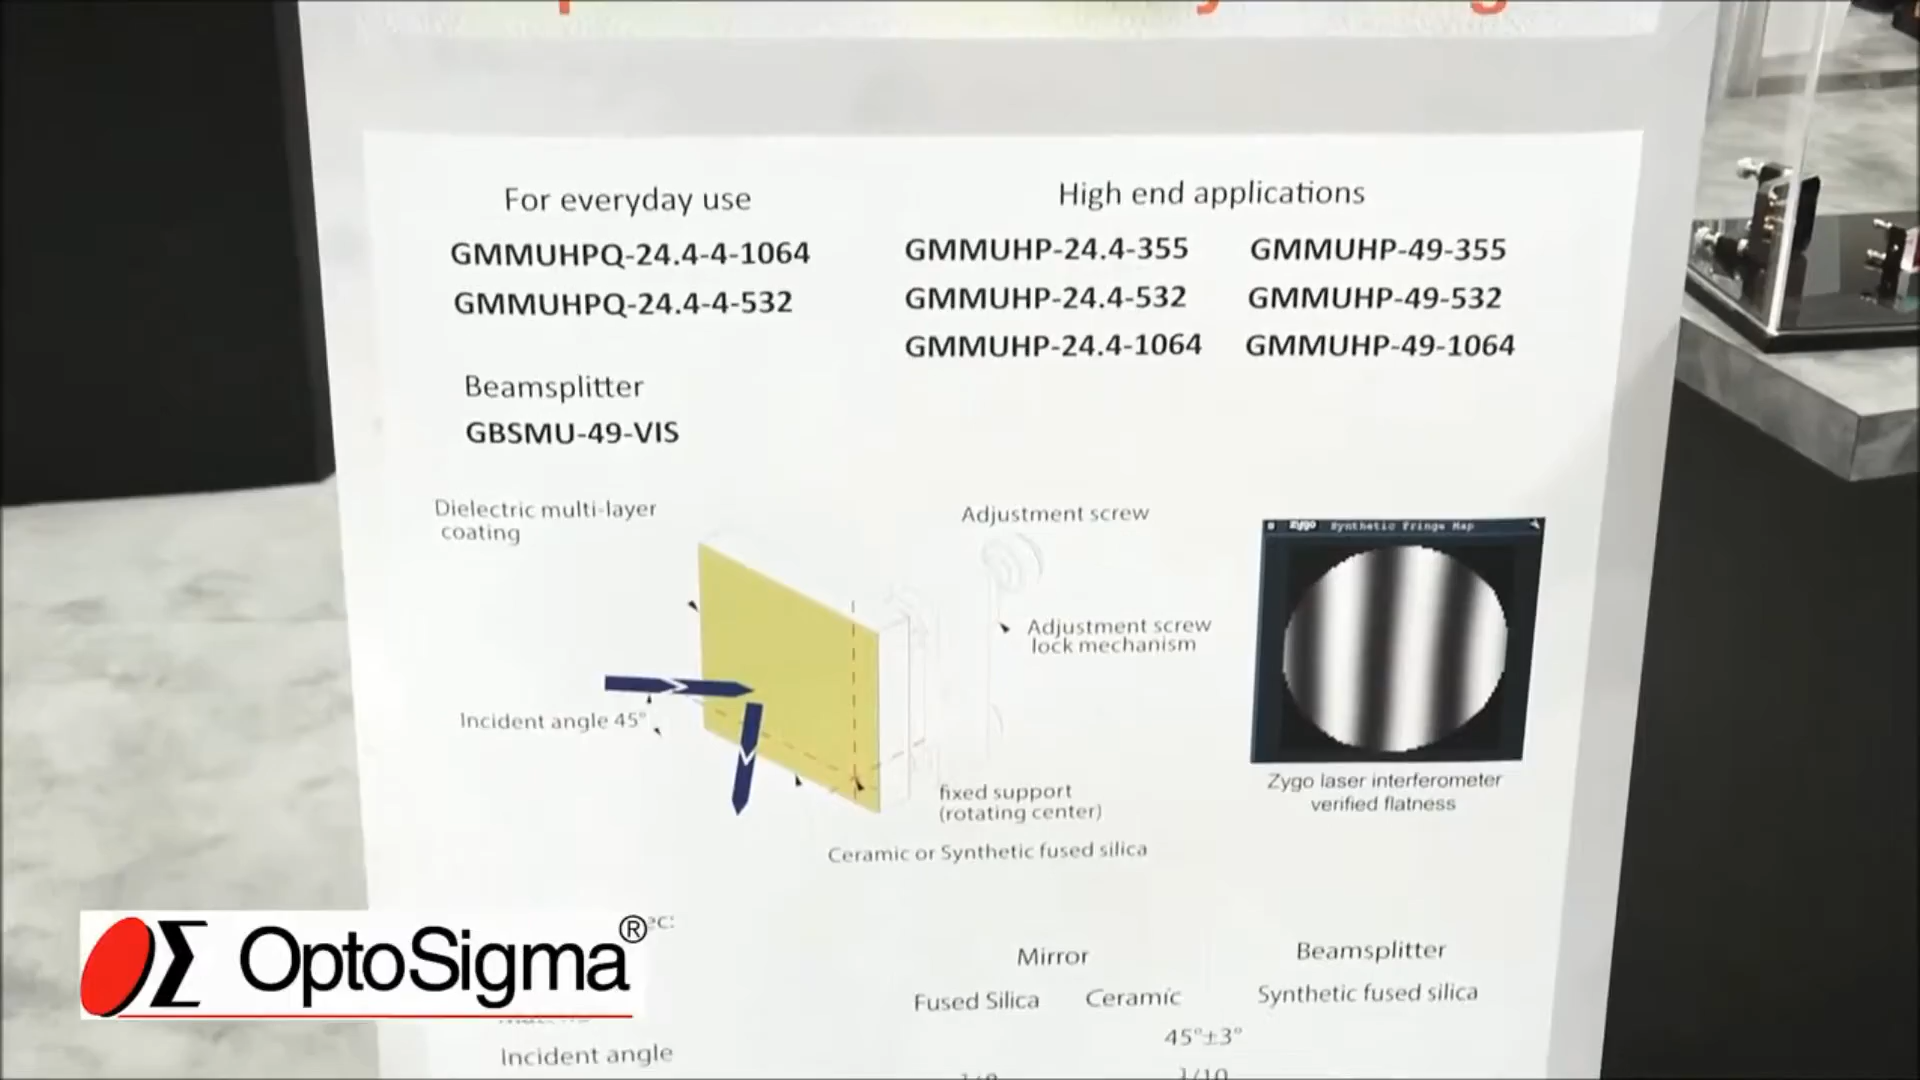 For everyday use
GMMUHPQ-24.4-4-1064
GMMUHPQ-24.4-4-532
Beamsplitter
GBSMU-49-VIS
High end applications
GMMUHP-24.4-355 GMMUHP-49-355
GMMUHP-24.4-532 GMMUHP-49-532
GMMUHP-24.4-1064 GMMUHP-49-1064
Dielectric multi-layer
coating
Incident angle 45°
Adjustment screw
Adjustment screw
lock mechanism
fixed support
(rotating center)
Ceramic or Synthetic fused silica
zygo Synthetic Fringe Map
Zygo laser interferometer
verified flatness
OptoSigma®
Mirror Beamsplitter
Fused Silica Ceramic Synthetic fused silica
45°±3°
Incident angle
1/10